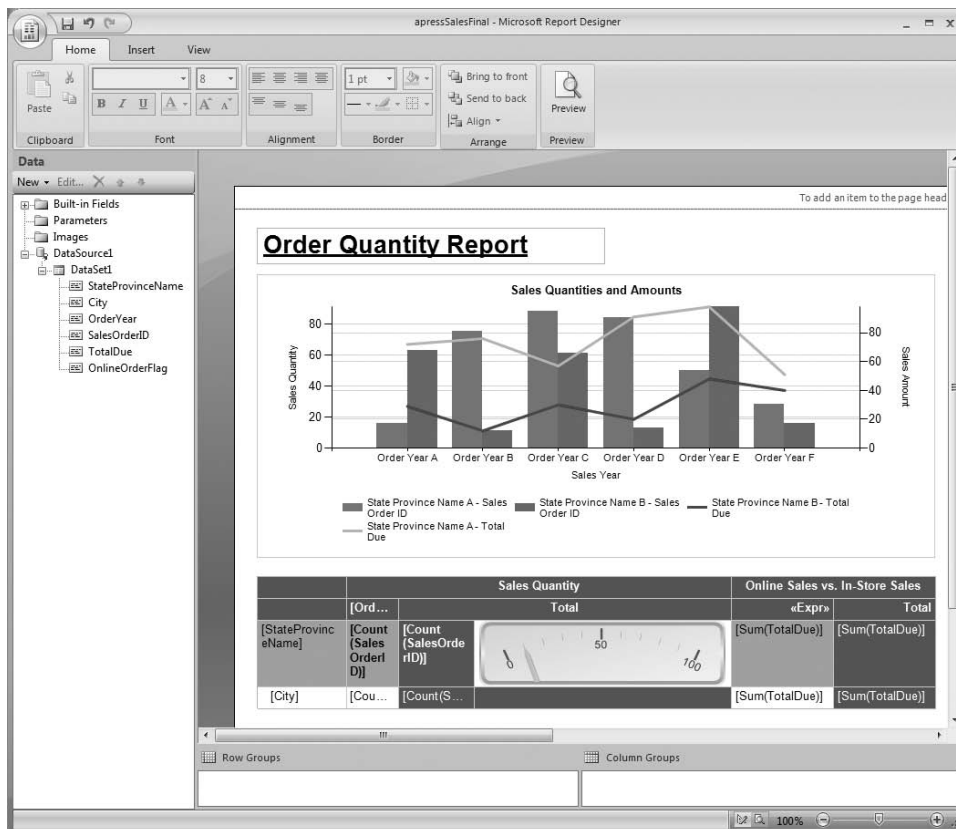 apressSalesFinal - Microsoft Report Designer
Home Insert View
Paste
8
1 pt
B I U A A A
Bring to front
Send to back
Align
Preview
Clipboard Font Alignment Border Arrange Preview
Data
New Edit...
Built-in Fields
Parameters
Images
DataSource1
DataSet1
StateProvinceName
City
OrderYear
SalesOrderID
TotalDue
OnlineOrderFlag
To add an item to the page head
Order Quantity Report
Sales Quantities and Amounts
Sales Quantity
80
60
40
20
0
80
60
40
20
0
Sales Amount
Order Year A Order Year B Order Year C Order Year D Order Year E Order Year F
Sales Year
State Province Name A - Sales Order ID
State Province Name B - Sales Order ID
State Province Name B - Total Due
State Province Name A - Total Due
Sales Quantity Online Sales vs. In-Store Sales
[Ord... Total «Expr» Total
[StateProvinc
eName]
[Count
(Sales
OrderI
D)]
[Count
(SalesOrde
rID)]
0 50 100
[Sum(TotalDue)] [Sum(TotalDue)]
[City] [Cou... [Count(S... [Sum(TotalDue)] [Sum(TotalDue)]
Row Groups Column Groups
100%